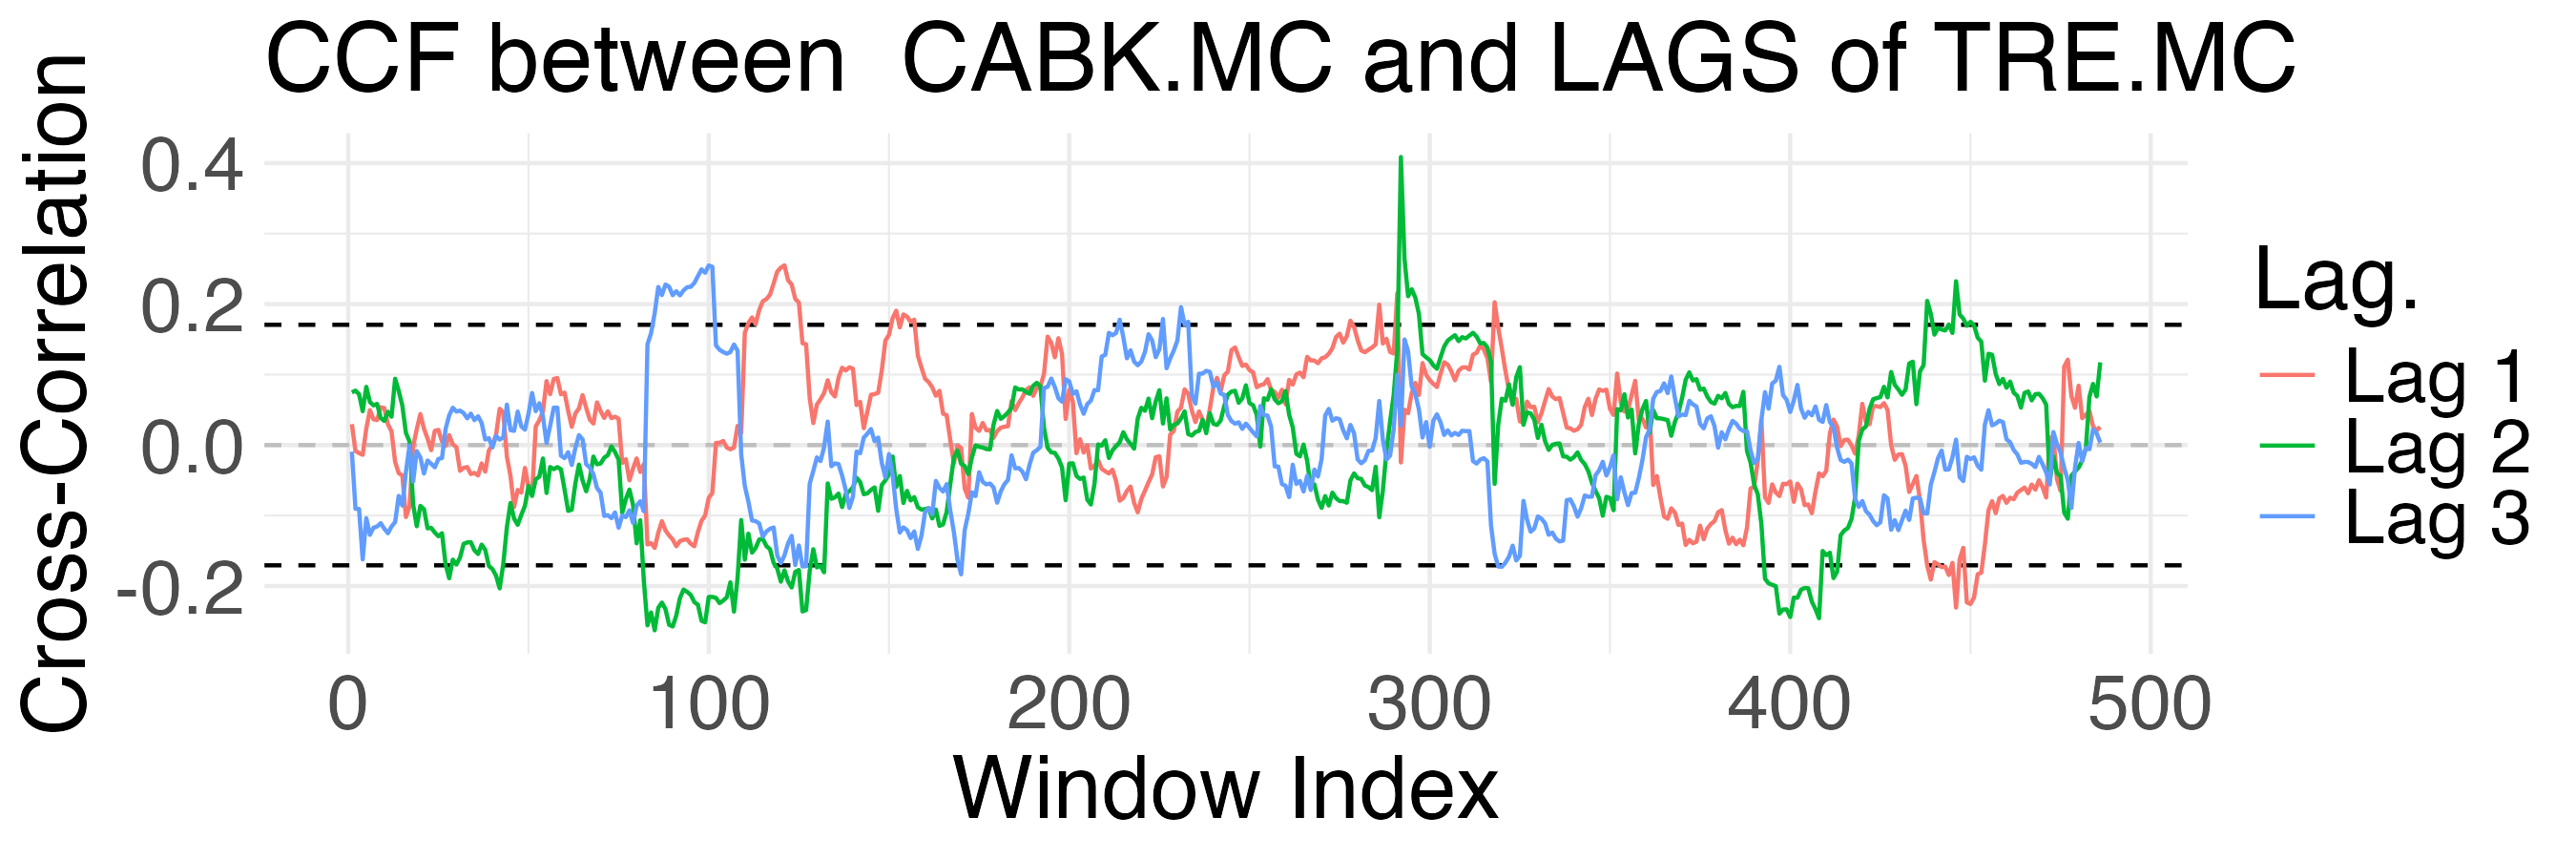 CCF between  CABK.MC and LAGS of TRE.MC
Cross-Correlation
0.4
0.2
0.0
-0.2
0 100 200 300 400 500
Window Index
Lag.
Lag 1
Lag 2
Lag 3